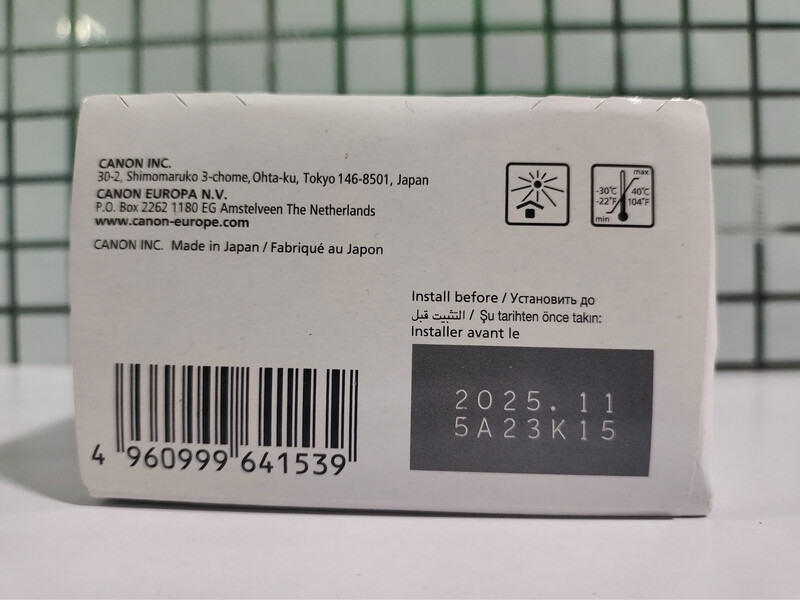 CANON INC.
30-2, Shimomaruko 3-chome, Ohta-ku, Tokyo 146-8501, Japan
CANON EUROPA N.V.
P.O. Box 2262 1180 EG Amstelveen The Netherlands
www.canon-europe.com
CANON INC. Made in Japan / Fabriqué au Japon
max
-30°C 40°C
-22°F 104°F
min
Install before / Установить до
التثبيت قبل / Şu tarihten önce takın:
Installer avant le
2025.11
5A23K15
4 960999 641539